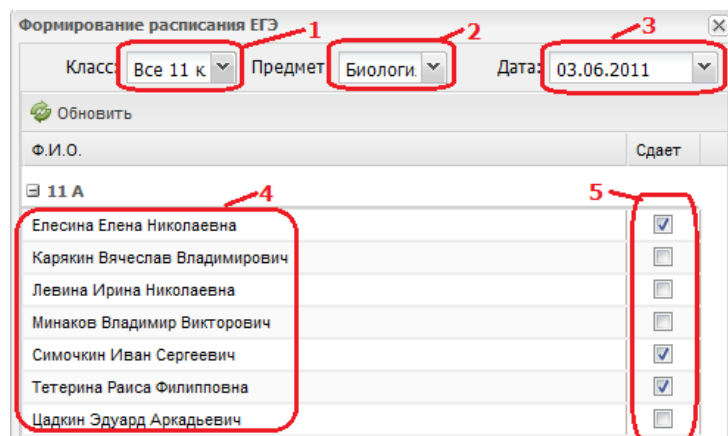 Формирование расписания ЕГЭ
1
2
3
Класс: Все 11 к Предмет Биологи Дата: 03.06.2011
Обновить
Ф.И.О. Сдает
11 А
4
5
Елесина Елена Николаевна
Карякин Вячеслав Владимирович
Левина Ирина Николаевна
Минаков Владимир Викторович
Симочкин Иван Сергеевич
Тетерина Раиса Филипповна
Цадкин Эдуард Аркадьевич